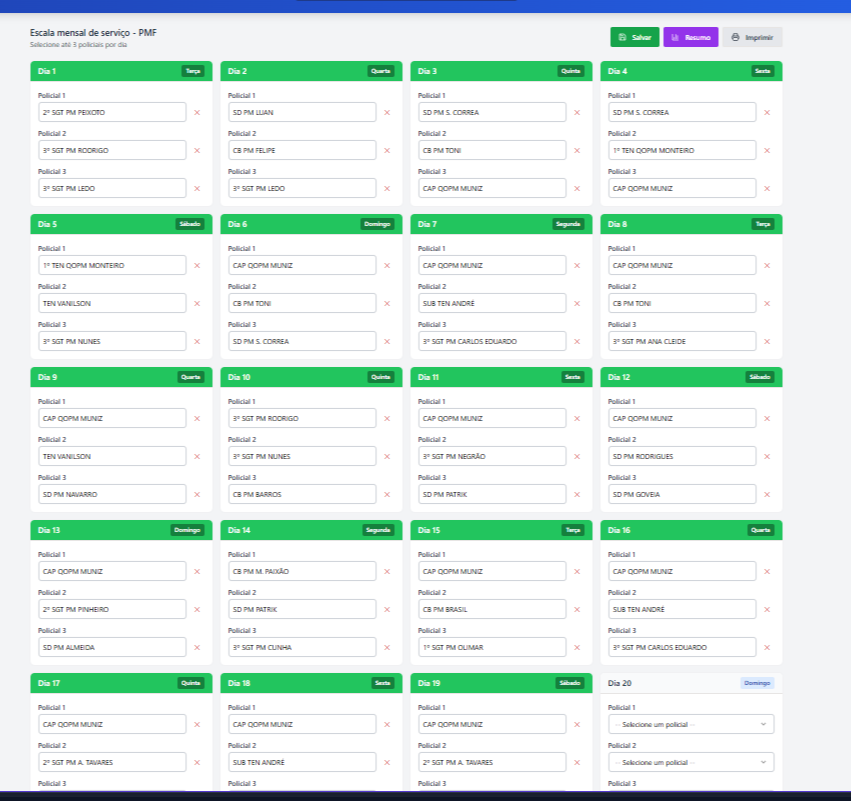 Escala mensal de serviço - PMF
Selecione até 3 policiais por dia
Salvar
Resumo
Imprimir
Dia 1 Terça
Policial 1
2º SGT PM PEIXOTO
Policial 2
3º SGT PM RODRIGO
Policial 3
3º SGT PM LEDO
Dia 2 Quarta
Policial 1
SD PM LUAN
Policial 2
CB PM FELIPE
Policial 3
3º SGT PM LEDO
Dia 3 Quinta
Policial 1
SD PM S. CORREA
Policial 2
CB PM TONI
Policial 3
CAP QOPM MUNIZ
Dia 4 Sexta
Policial 1
SD PM S. CORREA
Policial 2
1º TEN QOPM MONTEIRO
Policial 3
CAP QOPM MUNIZ
Dia 5 Sábado
Policial 1
1º TEN QOPM MONTEIRO
Policial 2
TEN VANILSON
Policial 3
3º SGT PM NUNES
Dia 6 Domingo
Policial 1
CAP QOPM MUNIZ
Policial 2
CB PM TONI
Policial 3
SD PM S. CORREA
Dia 7 Segunda
Policial 1
CAP QOPM MUNIZ
Policial 2
SUB TEN ANDRÉ
Policial 3
3º SGT PM CARLOS EDUARDO
Dia 8 Terça
Policial 1
CAP QOPM MUNIZ
Policial 2
CB PM TONI
Policial 3
3º SGT PM ANA CLEIDE
Dia 9 Quarta
Policial 1
CAP QOPM MUNIZ
Policial 2
TEN VANILSON
Policial 3
SD PM NAVARRO
Dia 10 Quinta
Policial 1
3º SGT PM RODRIGO
Policial 2
3º SGT PM NUNES
Policial 3
CB PM BARROS
Dia 11 Sexta
Policial 1
CAP QOPM MUNIZ
Policial 2
3º SGT PM NEGRÃO
Policial 3
SD PM PATRIK
Dia 12 Sábado
Policial 1
CAP QOPM MUNIZ
Policial 2
SD PM RODRIGUES
Policial 3
SD PM GOVEIA
Dia 13 Domingo
Policial 1
CAP QOPM MUNIZ
Policial 2
2º SGT PM PINHEIRO
Policial 3
SD PM ALMEIDA
Dia 14 Segunda
Policial 1
CB PM M. PAIXÃO
Policial 2
SD PM PATRIK
Policial 3
3º SGT PM CUNHA
Dia 15 Terça
Policial 1
CAP QOPM MUNIZ
Policial 2
CB PM BRASIL
Policial 3
1º SGT PM OLIMAR
Dia 16 Quarta
Policial 1
CAP QOPM MUNIZ
Policial 2
SUB TEN ANDRÉ
Policial 3
3º SGT PM CARLOS EDUARDO
Dia 17 Quinta
Policial 1
CAP QOPM MUNIZ
Policial 2
2º SGT PM A. TAVARES
Policial 3
Dia 18 Sexta
Policial 1
CAP QOPM MUNIZ
Policial 2
SUB TEN ANDRÉ
Policial 3
Dia 19 Sábado
Policial 1
CAP QOPM MUNIZ
Policial 2
2º SGT PM A. TAVARES
Policial 3
Dia 20 Domingo
Policial 1
-- Selecione um policial --
Policial 2
-- Selecione um policial --
Policial 3